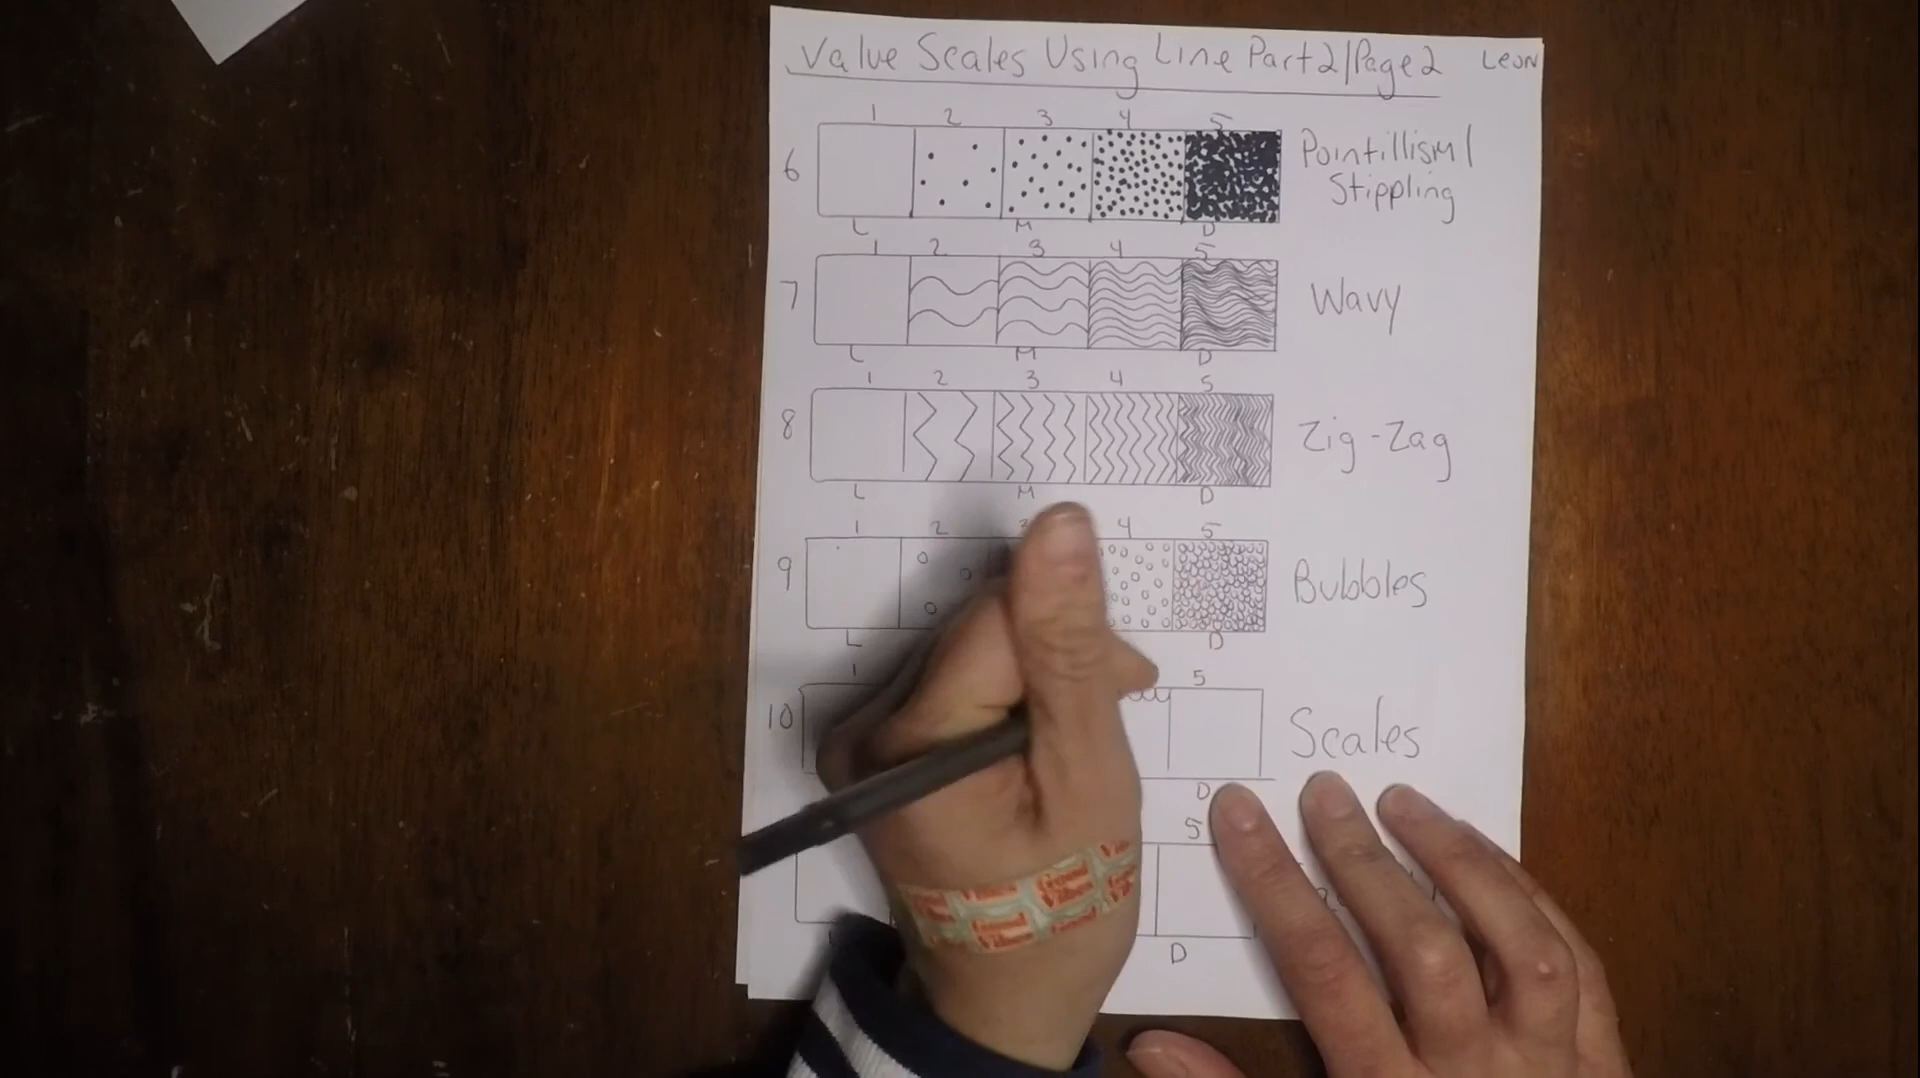 Value Scales Using Line Part 2/Page 2 LEON
1 2 3 4 5
6 Pointillism/
Stippling
L M D
1 2 3 4 5
7 Wavy
L M D
1 2 3 4 5
8 Zig-Zag
L M D
1 2 3 4 5
9 Bubbles
L D
1 5
10 Scales
D
5
D